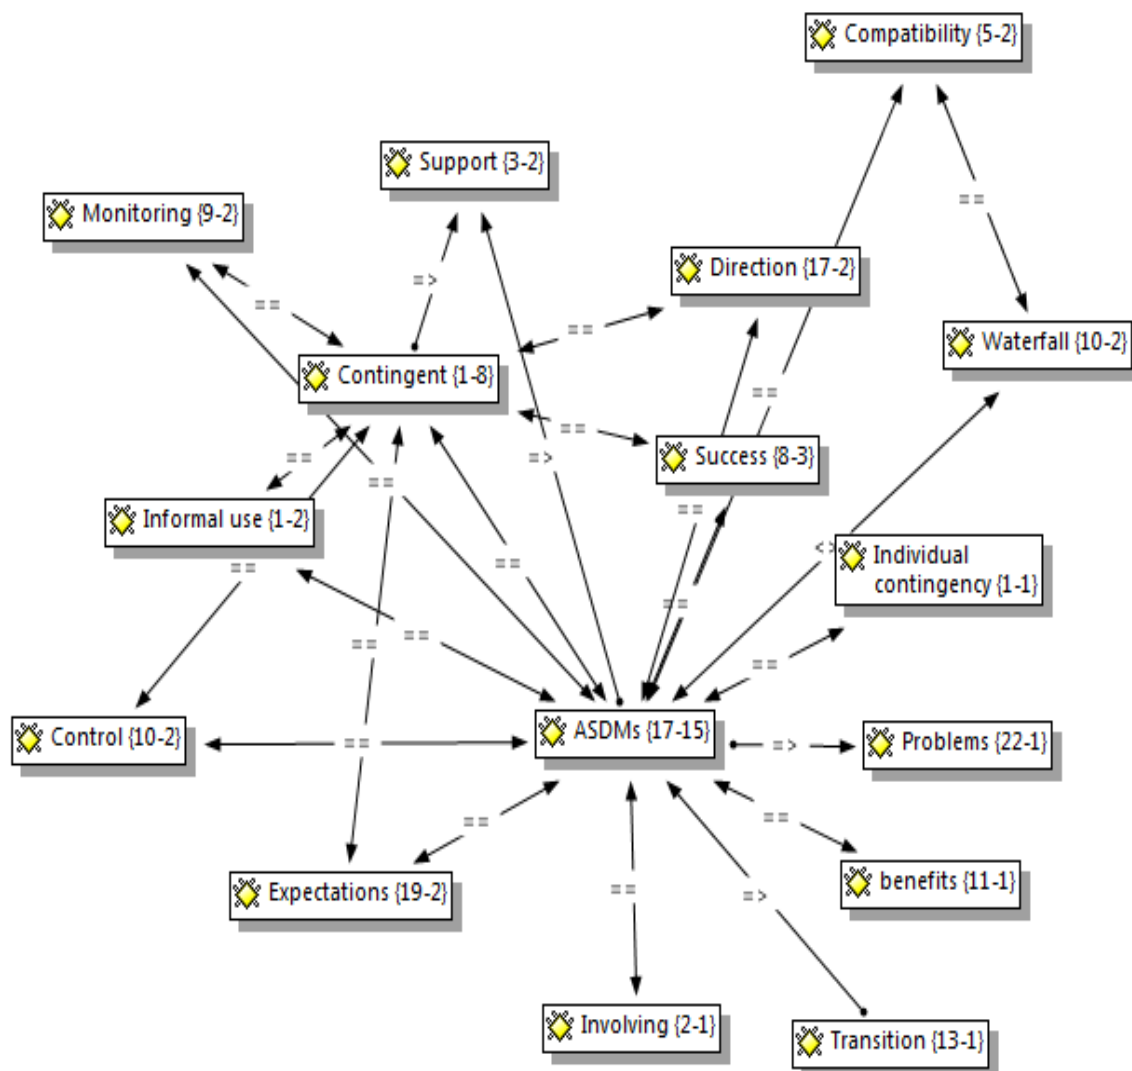 Compatibility {5-2}
Support {3-2}
Monitoring {9-2}
==
Direction {17-2}
=>
==
==
Waterfall {10-2}
Contingent {1-8}
==
==
Success {8-3}
==
=>
==
==
Informal use {1-2}
<>
Individual
contingency {1-1}
==
==
==
==
==
==
Control {10-2}
==
ASDMs {17-15}
=>
Problems {22-1}
==
==
Expectations {19-2}
==
=>
benefits {11-1}
Involving {2-1}
Transition {13-1}